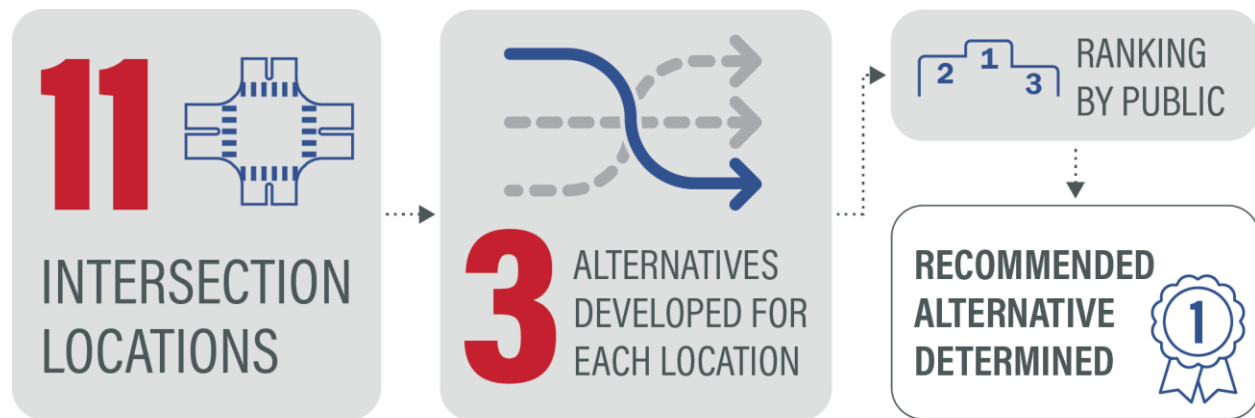 11
INTERSECTION
LOCATIONS
3
ALTERNATIVES
DEVELOPED FOR
EACH LOCATION
2 1 3
RANKING
BY PUBLIC
RECOMMENDED
ALTERNATIVE
DETERMINED
1